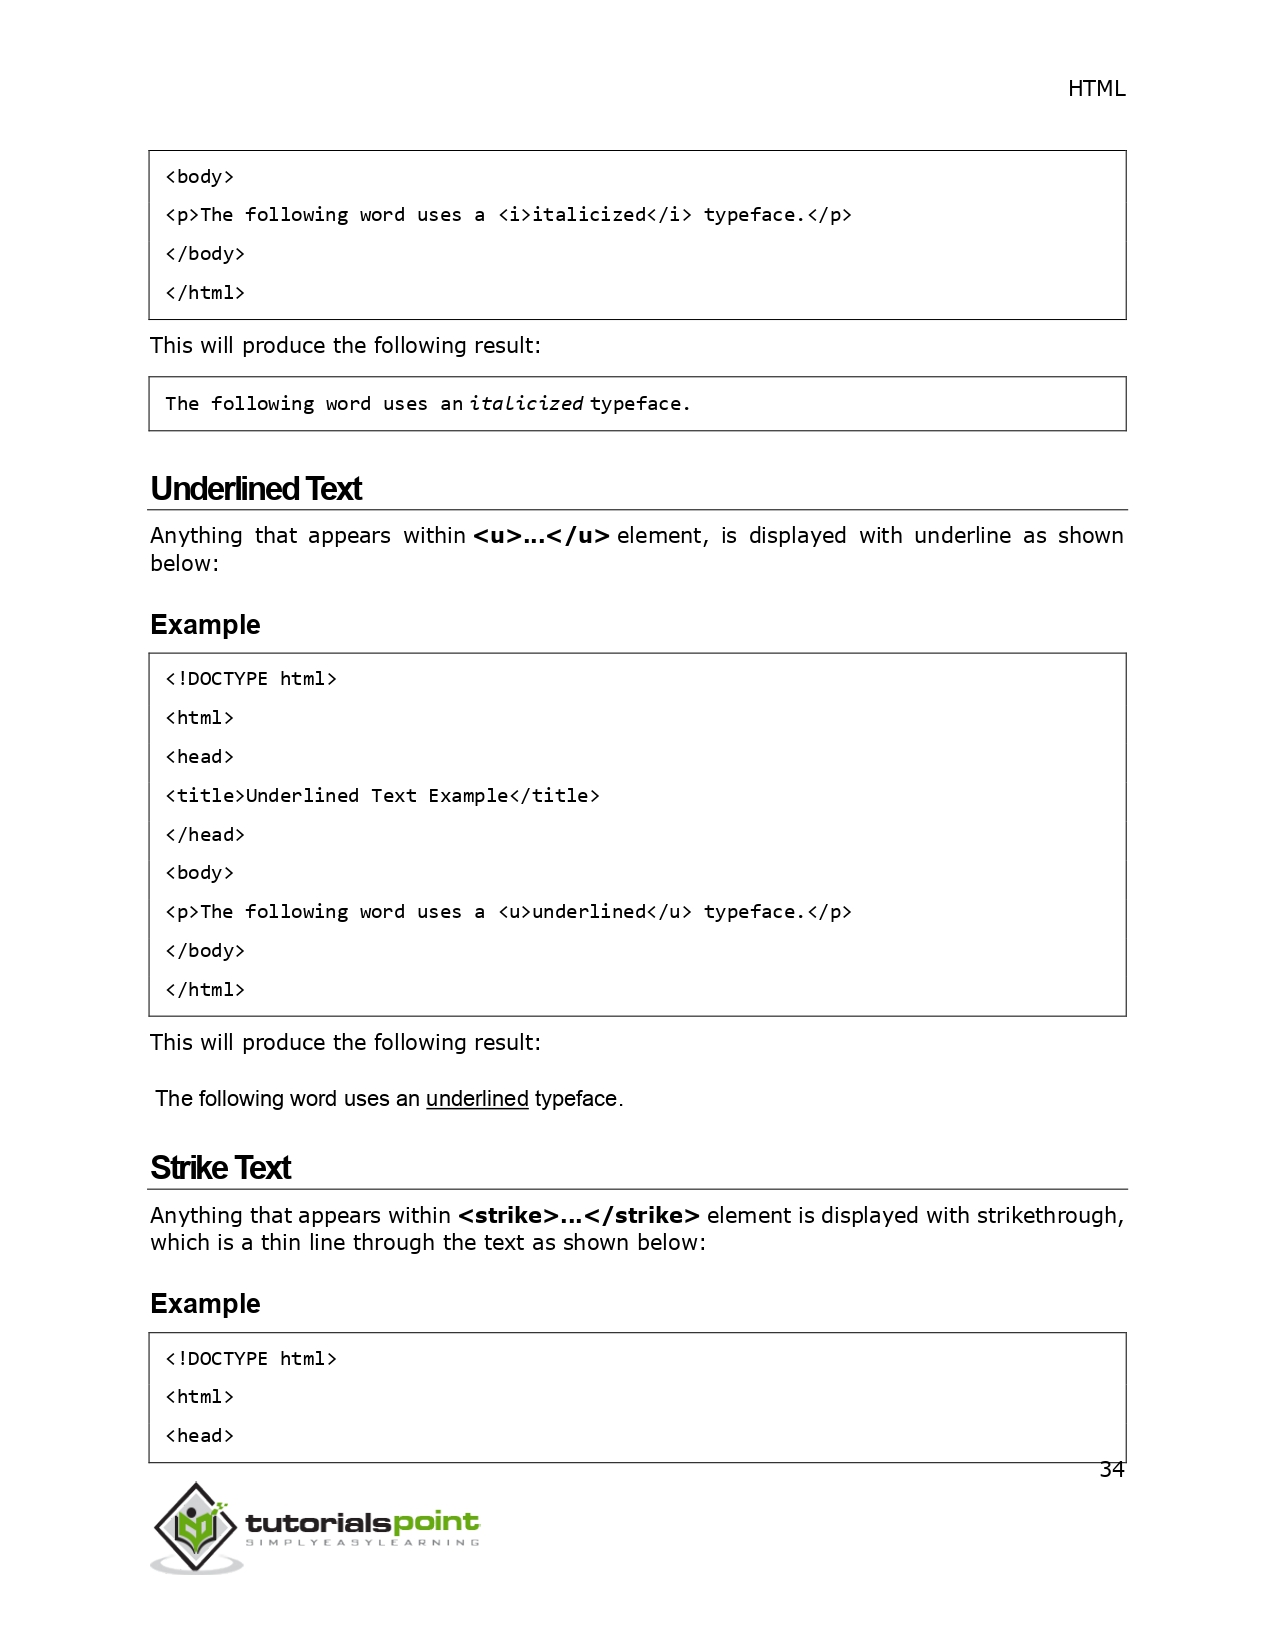 HTML
<body>
<p>The following word uses a <i>italicized</i> typeface.</p>
</body>
</html>
This will produce the following result:
The following word uses an italicized typeface.
Underlined Text
Anything that appears within <u>...</u> element, is displayed with underline as shown
below:
Example
<!DOCTYPE html>
<html>
<head>
<title>Underlined Text Example</title>
</head>
<body>
<p>The following word uses a <u>underlined</u> typeface.</p>
</body>
</html>
This will produce the following result:
The following word uses an underlined typeface.
Strike Text
Anything that appears within <strike>...</strike> element is displayed with strikethrough,
which is a thin line through the text as shown below:
Example
<!DOCTYPE html>
<html>
<head>
34
tutorialspoint
SIMPLYEASYLEARNING